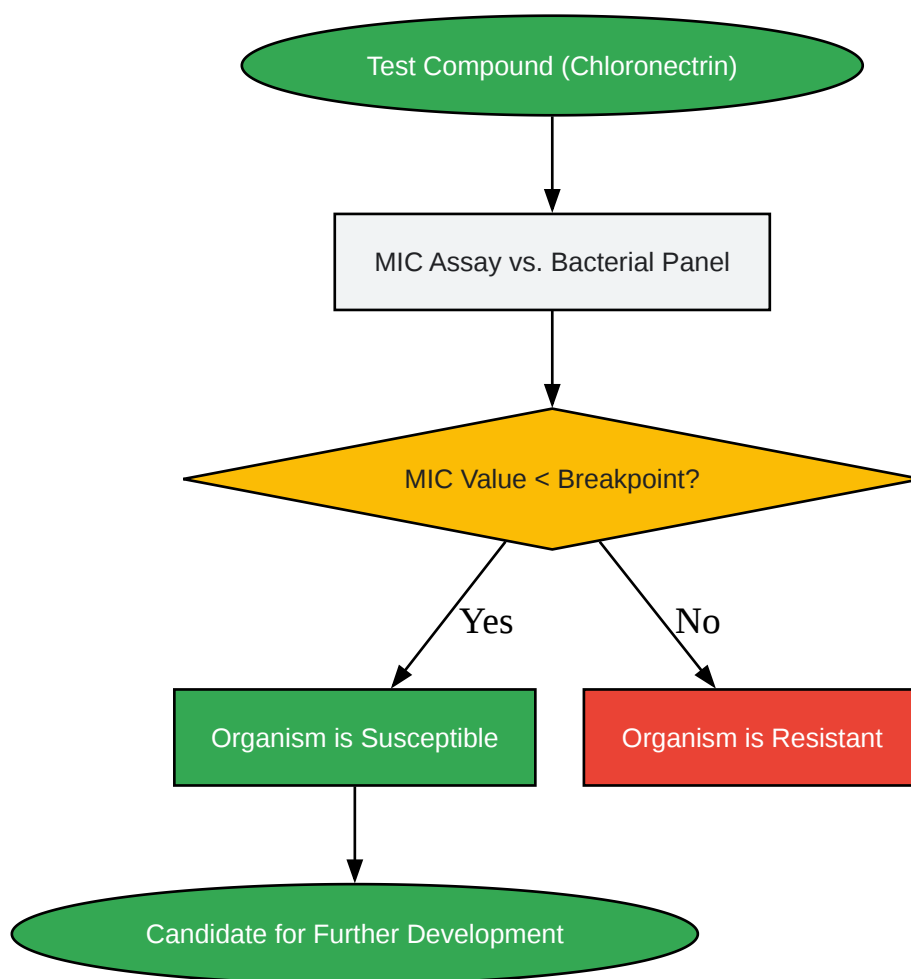 Test Compound (Chloronectrin)
MIC Assay vs. Bacterial Panel
MIC Value < Breakpoint?
Yes
No
Organism is Susceptible
Organism is Resistant
Candidate for Further Development